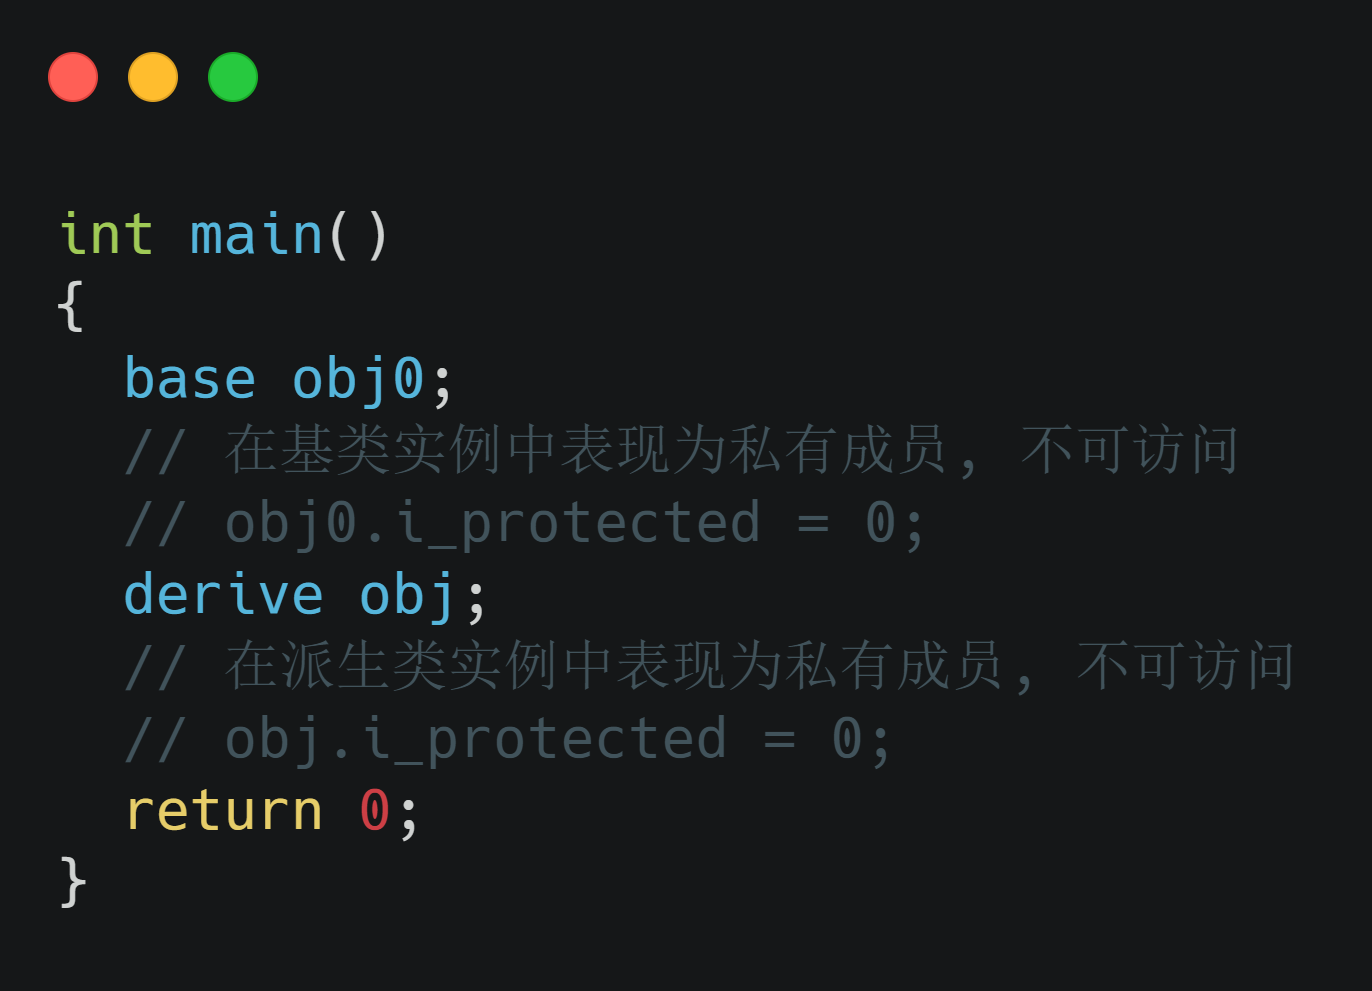 int main()
{
  base obj0;
  // 在基类实例中表现为私有成员，不可访问
  // obj0.i_protected = 0;
  derive obj;
  // 在派生类实例中表现为私有成员，不可访问
  // obj.i_protected = 0;
  return 0;
}